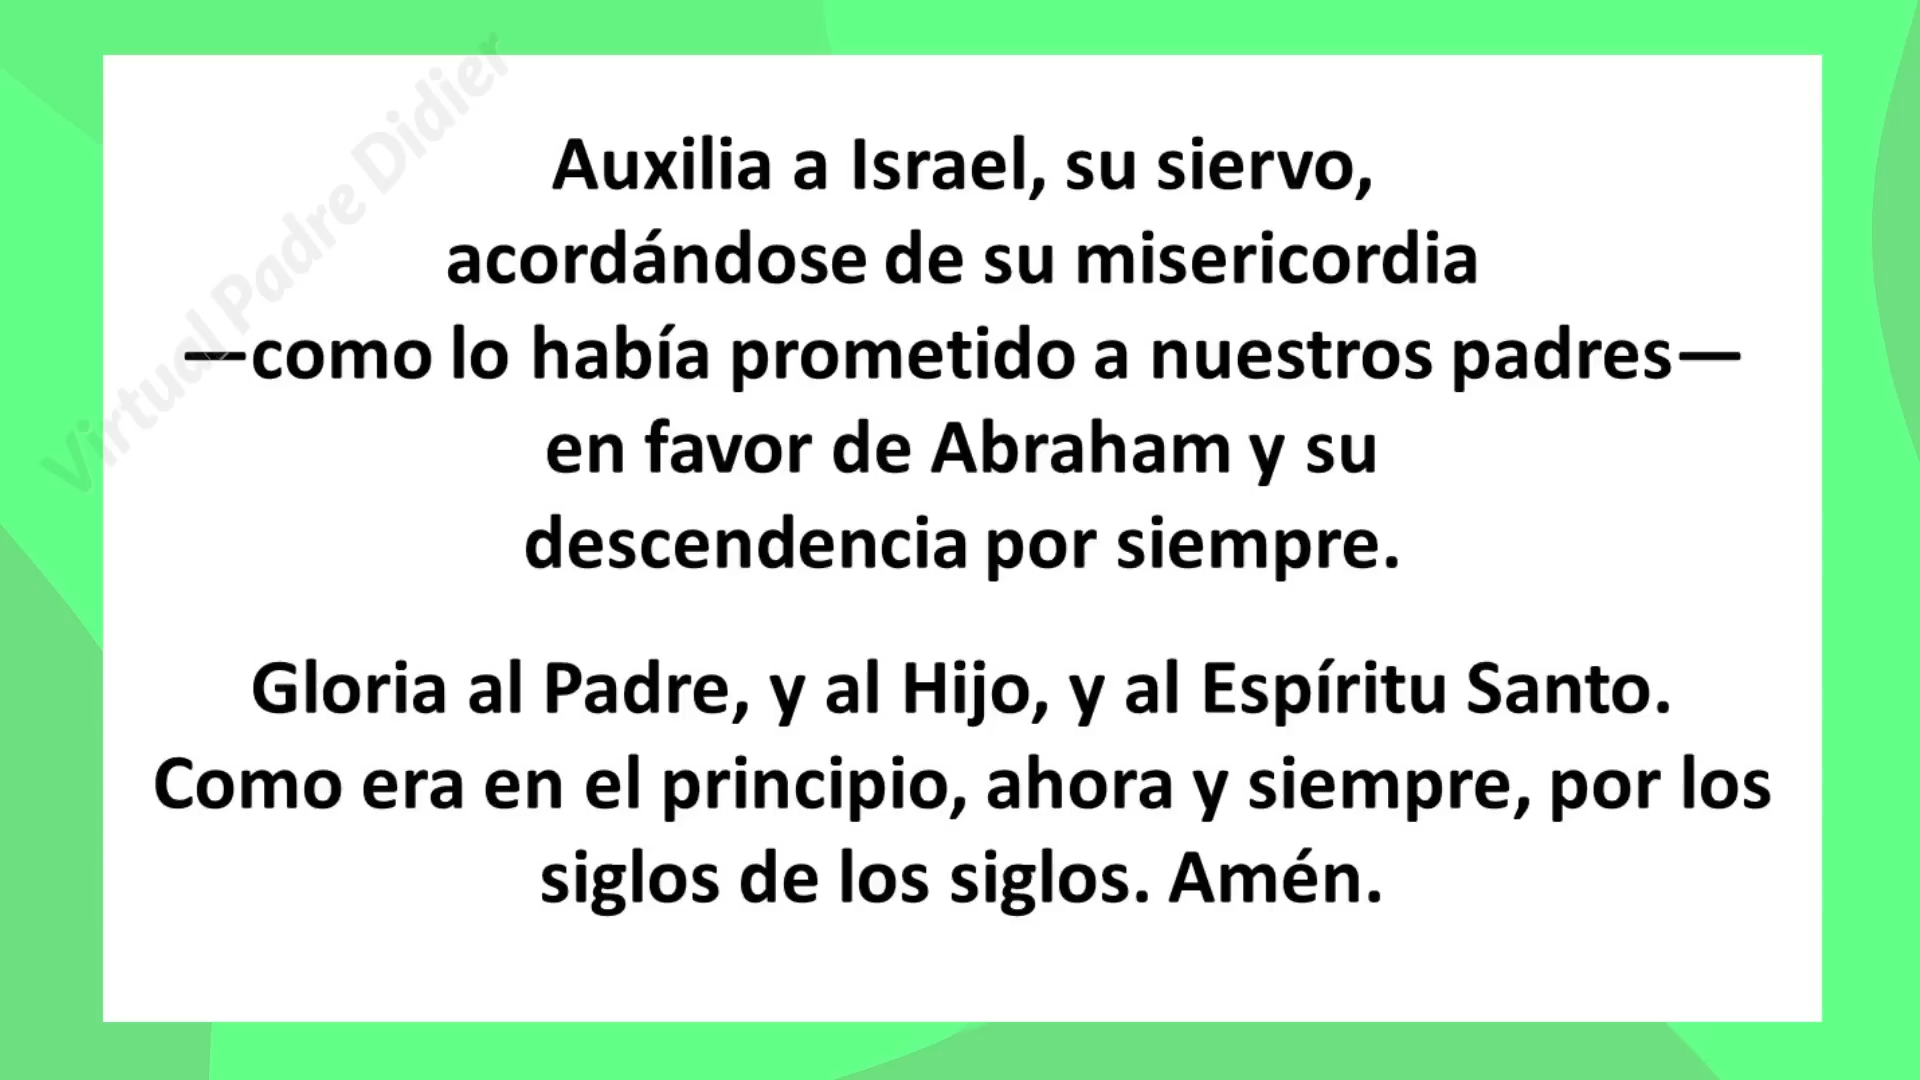 Virtual Padre Didier
Auxilia a Israel, su siervo,
acordándose de su misericordia
—como lo había prometido a nuestros padres—
en favor de Abraham y su
descendencia por siempre.
Gloria al Padre, y al Hijo, y al Espíritu Santo.
Como era en el principio, ahora y siempre, por los
siglos de los siglos. Amén.